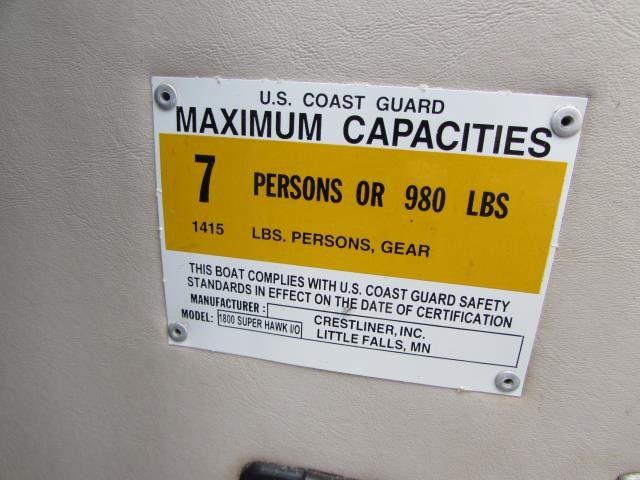 U.S. COAST GUARD
MAXIMUM CAPACITIES
7 PERSONS OR 980 LBS
1415 LBS. PERSONS, GEAR
THIS BOAT COMPLIES WITH U.S. COAST GUARD SAFETY
STANDARDS IN EFFECT ON THE DATE OF CERTIFICATION
MANUFACTURER :
MODEL: 1800 SUPER HAWK I/O CRESTLINER, INC.
LITTLE FALLS, MN